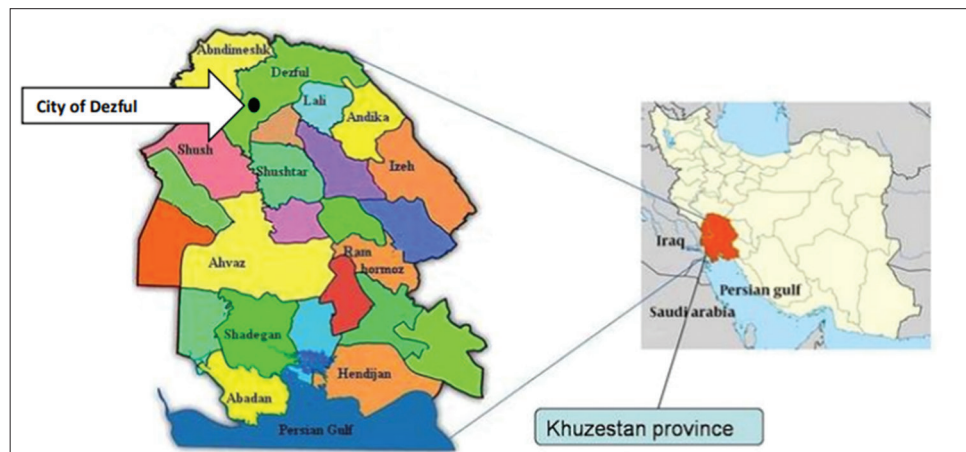 Abndimeshk
Dezful
City of Dezful
Lali
Andika
Shush
Shushtar
Izeh
Ahvaz
Ram
hormoz
Shadegan
Hendijan
Abadan
Persian Gulf
Iraq
Persian gulf
Saudi arabia
Khuzestan province